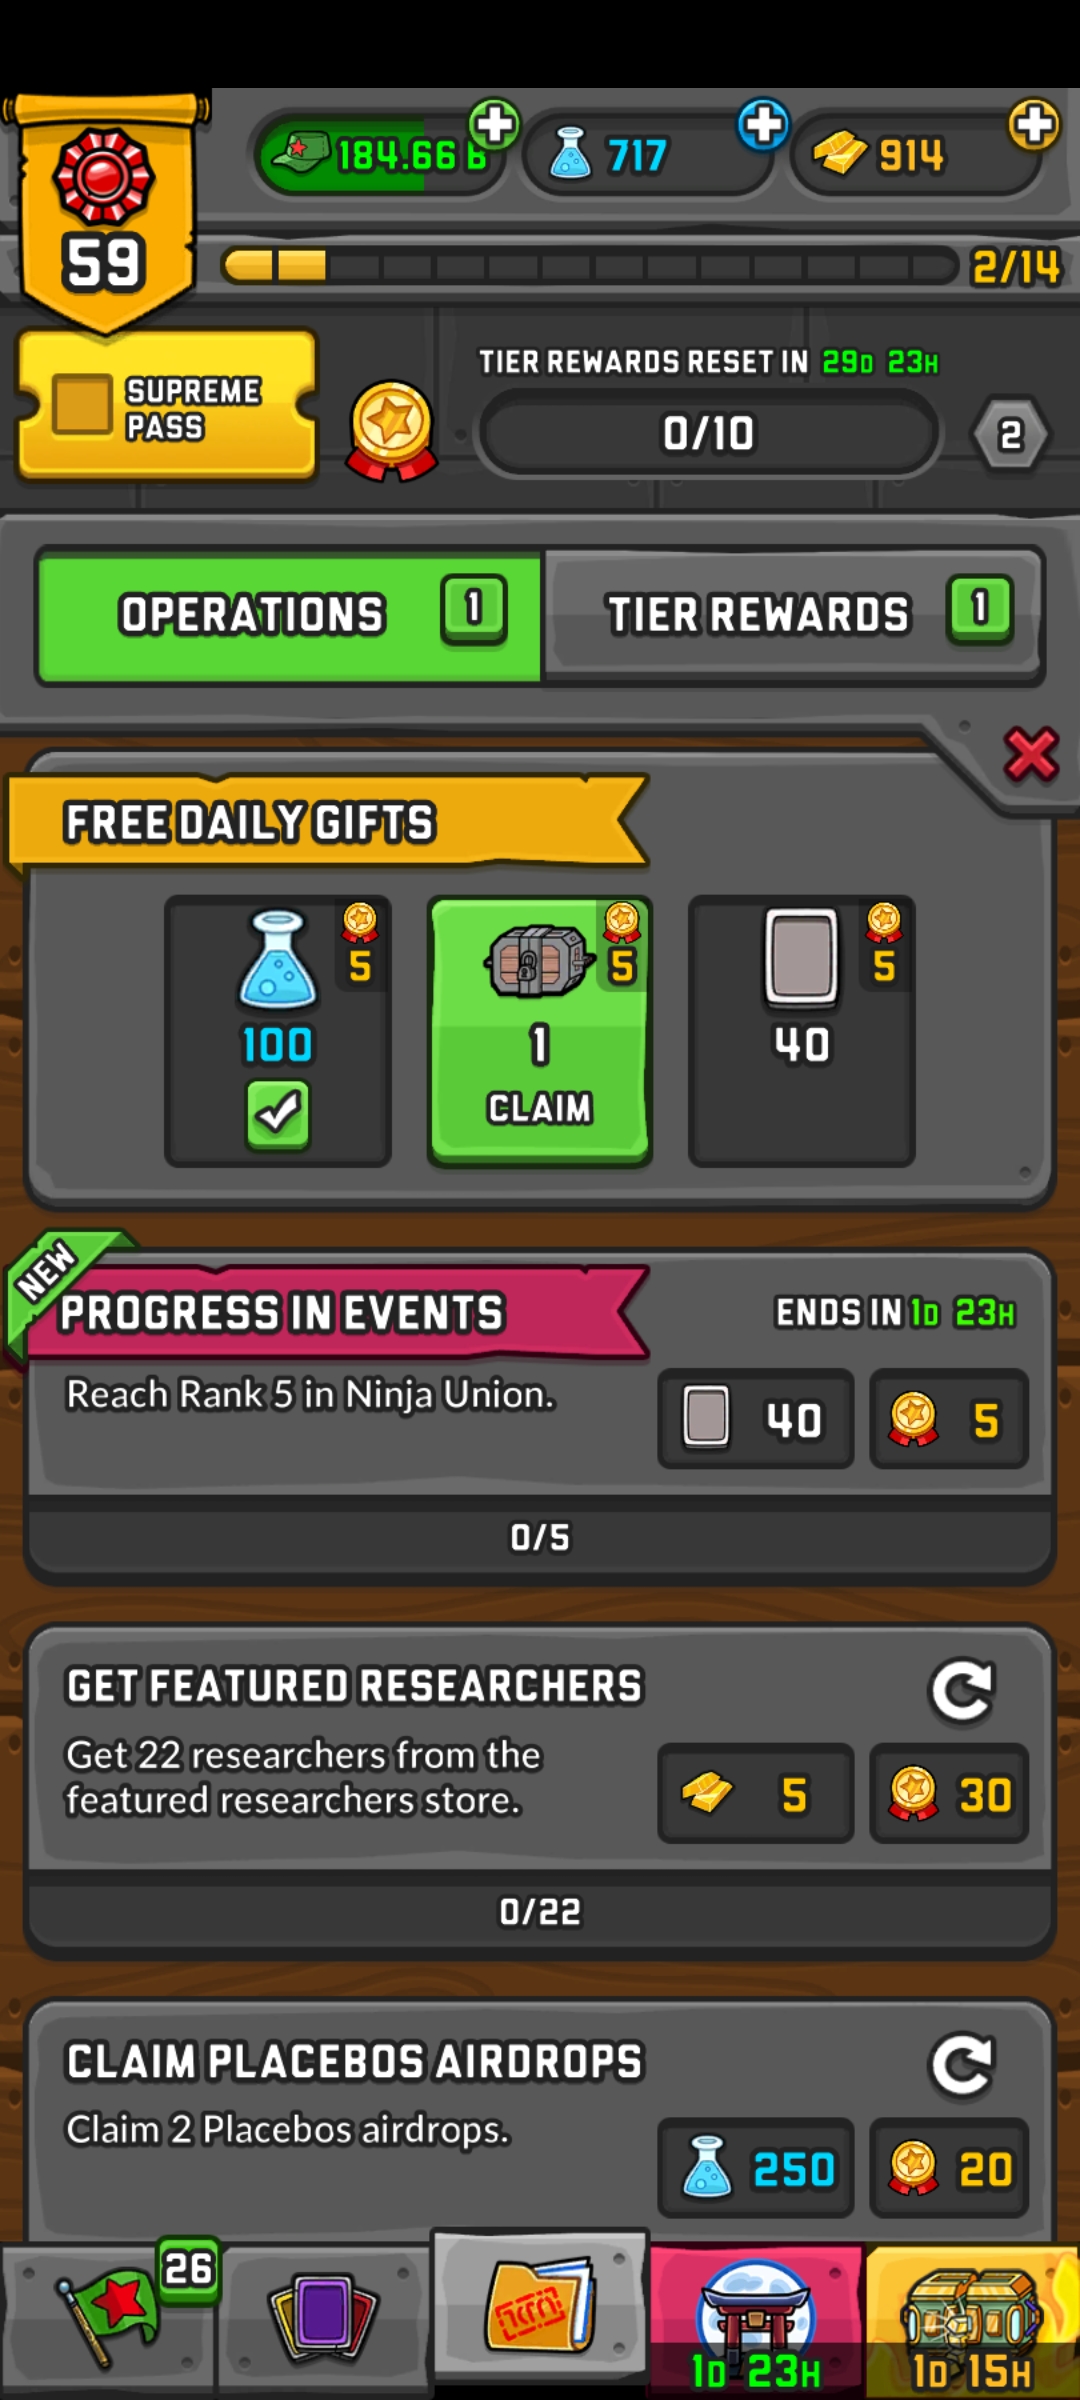 184.66 B
717
914
59
2/14
SUPREME
PASS
TIER REWARDS RESET IN 29D 23H
0/10
2
OPERATIONS 1
TIER REWARDS 1
FREE DAILY GIFTS
5
5
5
100
1
40
CLAIM
NEW
PROGRESS IN EVENTS
ENDS IN 1D 23H
Reach Rank 5 in Ninja Union.
40
5
0/5
GET FEATURED RESEARCHERS
Get 22 researchers from the
featured researchers store.
5
30
0/22
CLAIM PLACEBOS AIRDROPS
Claim 2 Placebos airdrops.
250
20
26
1D 23H
1D 15H